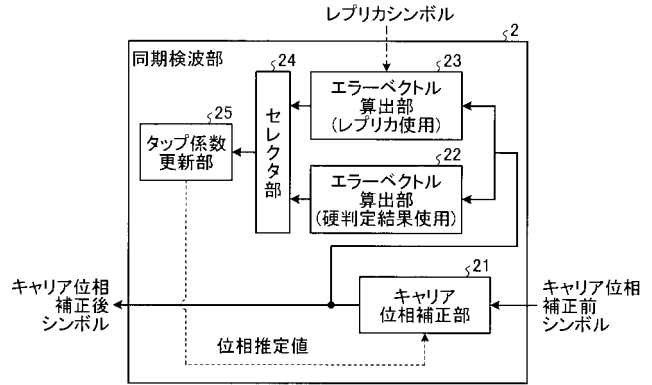 レプリカシンボル
2
同期検波部
24
23
エラーベクトル
算出部
(レプリカ使用)
25
タップ係数
更新部
セレクタ部
22
エラーベクトル
算出部
(硬判定結果使用)
21
キャリア位相
補正後
シンボル
キャリア
位相補正部
キャリア位相
補正前
シンボル
位相推定値